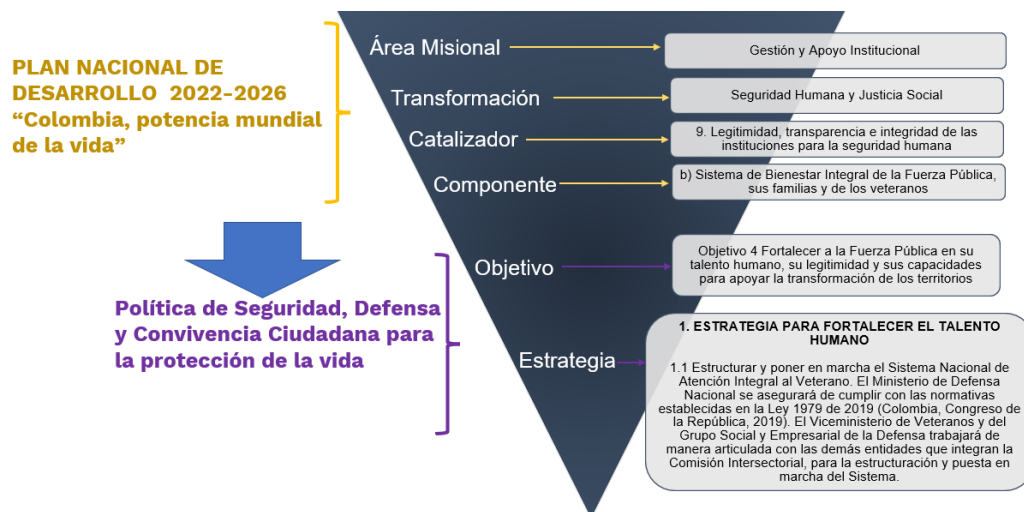 PLAN NACIONAL DE
DESARROLLO 2022-2026
“Colombia, potencia mundial
de la vida”
Área Misional
Gestión y Apoyo Institucional
Transformación
Seguridad Humana y Justicia Social
Catalizador
9. Legitimidad, transparencia e integridad de las
instituciones para la seguridad humana
Componente
b) Sistema de Bienestar Integral de la Fuerza Pública,
sus familias y de los veteranos
Política de Seguridad, Defensa
y Convivencia Ciudadana para
la protección de la vida
Objetivo
Objetivo 4 Fortalecer a la Fuerza Pública en su
talento humano, su legitimidad y sus capacidades
para apoyar la transformación de los territorios
Estrategia
1. ESTRATEGIA PARA FORTALECER EL TALENTO
HUMANO
1.1 Estructurar y poner en marcha el Sistema Nacional de
Atención Integral al Veterano. El Ministerio de Defensa
Nacional se asegurará de cumplir con las normativas
establecidas en la Ley 1979 de 2019 (Colombia, Congreso de
la República, 2019). El Viceministerio de Veteranos y del
Grupo Social y Empresarial de la Defensa trabajará de
manera articulada con las demás entidades que integran la
Comisión Intersectorial, para la estructuración y puesta en
marcha del Sistema.